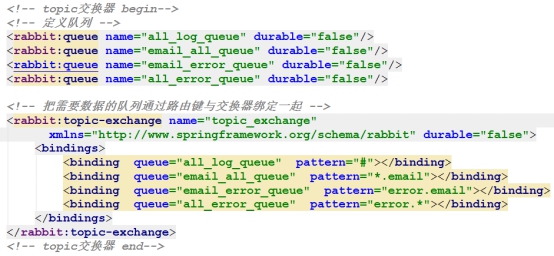 <!-- topic交换器 begin-->
<!-- 定义队列 -->
<rabbit:queue name="all_log_queue" durable="false"/>
<rabbit:queue name="email_all_queue" durable="false"/>
<rabbit:queue name="email_error_queue" durable="false"/>
<rabbit:queue name="all_error_queue" durable="false"/>
<!-- 把需要数据的队列通过路由键与交换器绑定一起 -->
<rabbit:topic-exchange name="topic_exchange"
xmlns="http://www.springframework.org/schema/rabbit" durable="false">
<bindings>
<binding queue="all_log_queue" pattern="#"></binding>
<binding queue="email_all_queue" pattern="*.email"></binding>
<binding queue="email_error_queue" pattern="error.email"></binding>
<binding queue="all_error_queue" pattern="error.*"></binding>
</bindings>
</rabbit:topic-exchange>
<!-- topic交换器 end-->